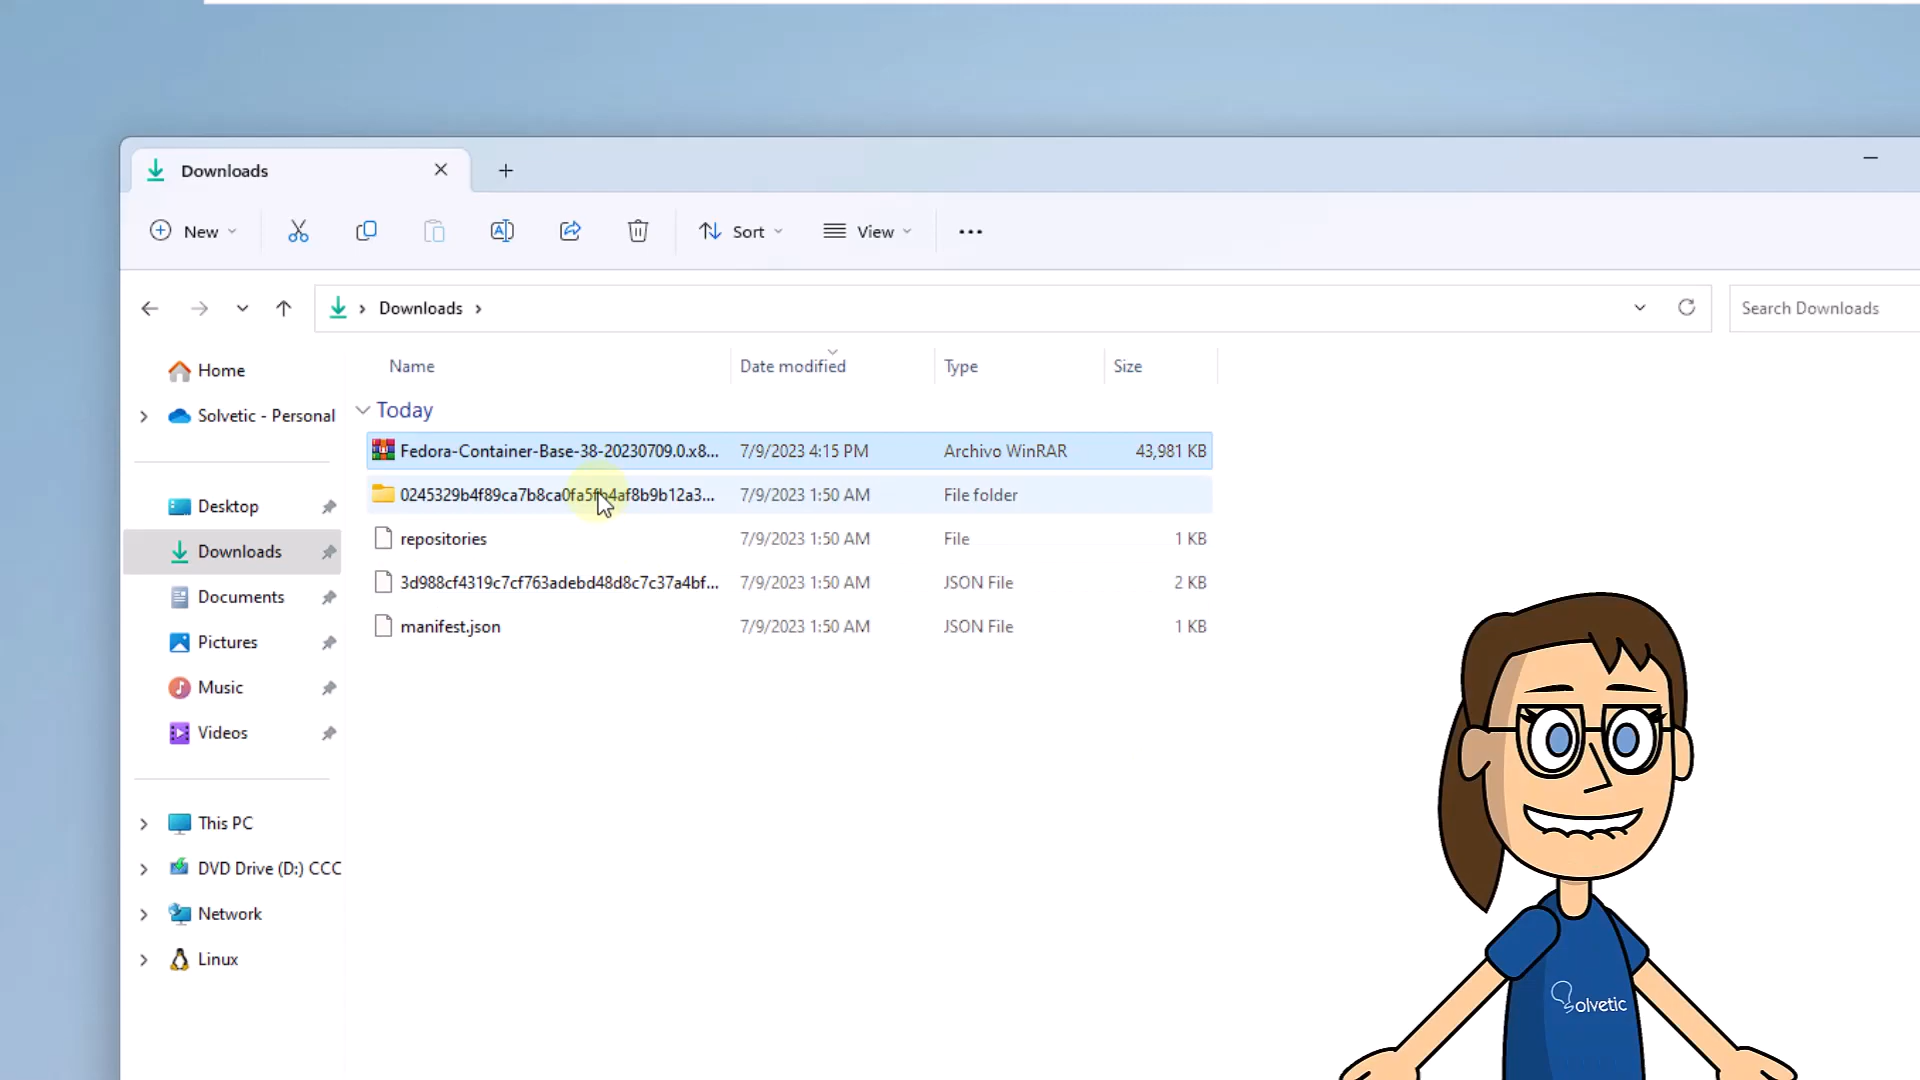 Downloads
New
Sort
View
Downloads
Search Downloads
Name Date modified Type Size
Home
Solvetic - Personal
Desktop
Downloads
Documents
Pictures
Music
Videos
This PC
DVD Drive (D:) CCC
Network
Linux
Today
Fedora-Container-Base-38-20230709.0.x8... 7/9/2023 4:15 PM Archivo WinRAR 43,981 KB
0245329b4f89ca7b8ca0fa5fb4af8b9b12a3... 7/9/2023 1:50 AM File folder
repositories 7/9/2023 1:50 AM File 1 KB
3d988cf4319c7cf763adebd48d8c7c37a4bf... 7/9/2023 1:50 AM JSON File 2 KB
manifest.json 7/9/2023 1:50 AM JSON File 1 KB
Solvetic